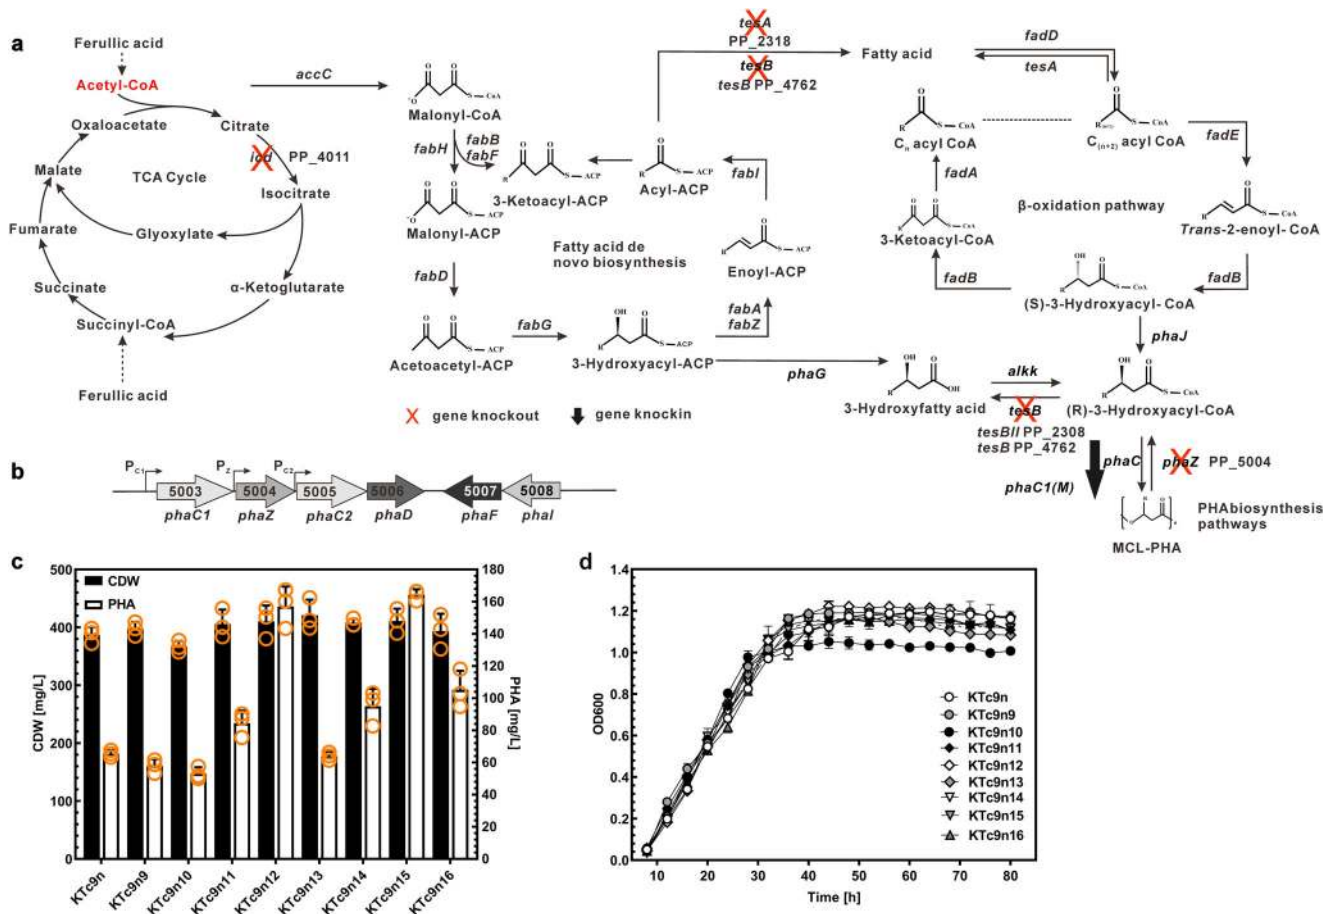 a
Ferullic acid
Acetyl-CoA
accC
Oxaloacetate
Citrate
icd PP_4011
Malate
TCA Cycle
Isocitrate
Fumarate
Glyoxylate
Succinate
α-Ketoglutarate
Succinyl-CoA
Ferullic acid
Malonyl-CoA
fabH
fabB
fabF
3-Ketoacyl-ACP
Acyl-ACP
Malonyl-ACP
fabI
Fatty acid de
novo biosynthesis
Enoyl-ACP
fabD
fabA
fabZ
Acetoacetyl-ACP
fabG
3-Hydroxyacyl-ACP
X gene knockout
gene knockin
tesA
PP_2318
tesB
tesB PP_4762
Fatty acid
fadD
tesA
Cn acyl CoA
C(n+2) acyl CoA
fadE
fadA
β-oxidation pathway
3-Ketoacyl-CoA
Trans-2-enoyl- CoA
fadB
fadB
(S)-3-Hydroxyacyl- CoA
phaJ
phaG
alkk
3-Hydroxyfatty acid
tesB
(R)-3-Hydroxyacyl-CoA
tesBII PP_2308
tesB PP_4762
phaC
phaZ PP_5004
phaC1(M)
PHAbiosynthesis
pathways
MCL-PHA
b
PC1
PZ
PC2
5003
5004
5005
5006
5007
5008
phaC1
phaZ
phaC2
phaD
phaF
phaI
c
CDW
PHA
CDW [mg/L]
500
400
300
200
100
0
PHA [mg/L]
180
160
140
120
100
80
60
40
20
0
KTc9n
KTc9n9
KTc9n10
KTc9n11
KTc9n12
KTc9n13
KTc9n14
KTc9n15
KTc9n16
d
OD600
1.4
1.2
1.0
0.8
0.6
0.4
0.2
0.0
10
20
30
40
50
60
70
80
Time [h]
KTc9n
KTc9n9
KTc9n10
KTc9n11
KTc9n12
KTc9n13
KTc9n14
KTc9n15
KTc9n16